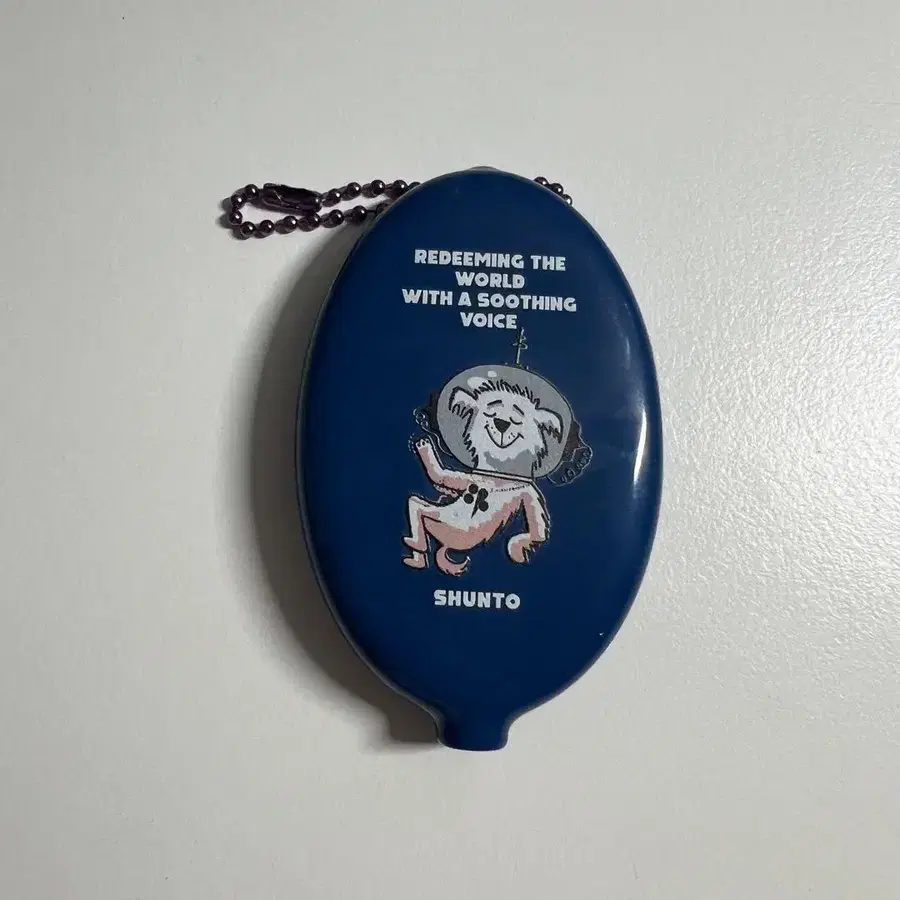 REDEEMING THE
WORLD
WITH A SOOTHING
VOICE
SHUNTO